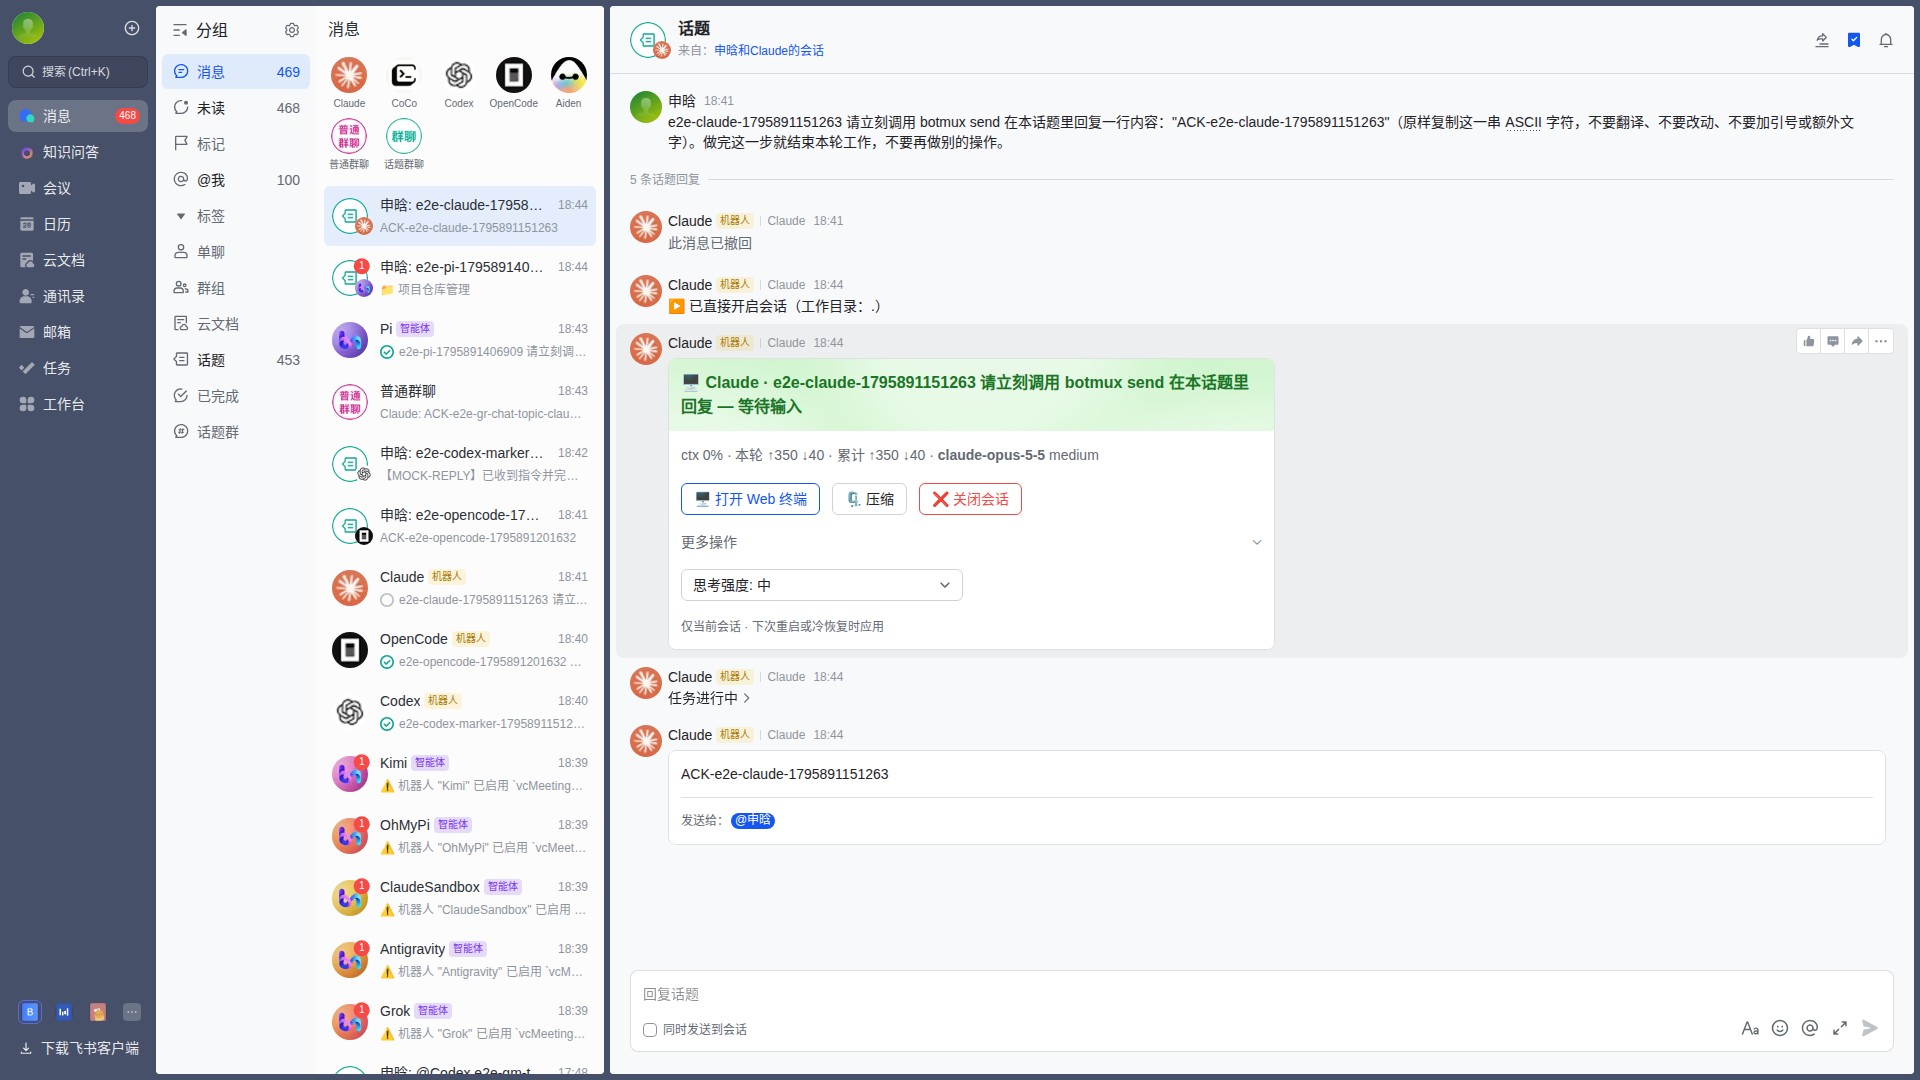 搜索 (Ctrl+K)
消息 468
知识问答
会议
日历
云文档
通讯录
邮箱
任务
工作台
下载飞书客户端
分组
消息 469
未读 468
标记
@我 100
标签
单聊
群组
云文档
话题 453
已完成
话题群
消息
Claude
CoCo
Codex
OpenCode
Aiden
普通
群聊
普通群聊
群聊
话题群聊
申晗: e2e-claude-17958… 18:44
ACK-e2e-claude-1795891151263
1
申晗: e2e-pi-179589140… 18:44
项目仓库管理
Pi 智能体 18:43
e2e-pi-1795891406909 请立刻调…
普通
群聊
普通群聊 18:43
Claude: ACK-e2e-gr-chat-topic-clau…
申晗: e2e-codex-marker… 18:42
【MOCK-REPLY】已收到指令并完…
申晗: e2e-opencode-17… 18:41
ACK-e2e-opencode-1795891201632
Claude 机器人 18:41
e2e-claude-1795891151263 请立…
OpenCode 机器人 18:40
e2e-opencode-1795891201632 …
Codex 机器人 18:40
e2e-codex-marker-17958911512…
1
Kimi 智能体 18:39
机器人 "Kimi" 已启用 `vcMeeting…
1
OhMyPi 智能体 18:39
机器人 "OhMyPi" 已启用 `vcMeet…
1
ClaudeSandbox 智能体 18:39
机器人 "ClaudeSandbox" 已启用 …
1
Antigravity 智能体 18:39
机器人 "Antigravity" 已启用 `vcM…
1
Grok 智能体 18:39
机器人 "Grok" 已启用 `vcMeeting…
申晗: @Codex e2e-gm-t… 17:48
话题
来自：申晗和Claude的会话
申晗 18:41
e2e-claude-1795891151263 请立刻调用 botmux send 在本话题里回复一行内容："ACK-e2e-claude-1795891151263"（原样复制这一串 ASCII 字符，不要翻译、不要改动、不要加引号或额外文
字）。做完这一步就结束本轮工作，不要再做别的操作。
5 条话题回复
Claude 机器人 Claude 18:41
此消息已撤回
Claude 机器人 Claude 18:44
已直接开启会话（工作目录：.）
Claude 机器人 Claude 18:44
Claude · e2e-claude-1795891151263 请立刻调用 botmux send 在本话题里
回复 — 等待输入
ctx 0% · 本轮 ↑350 ↓40 · 累计 ↑350 ↓40 · claude-opus-5-5 medium
打开 Web 终端
压缩
关闭会话
更多操作
思考强度: 中
仅当前会话 · 下次重启或冷恢复时应用
Claude 机器人 Claude 18:44
任务进行中
Claude 机器人 Claude 18:44
ACK-e2e-claude-1795891151263
发送给：@申晗
回复话题
同时发送到会话
Aa